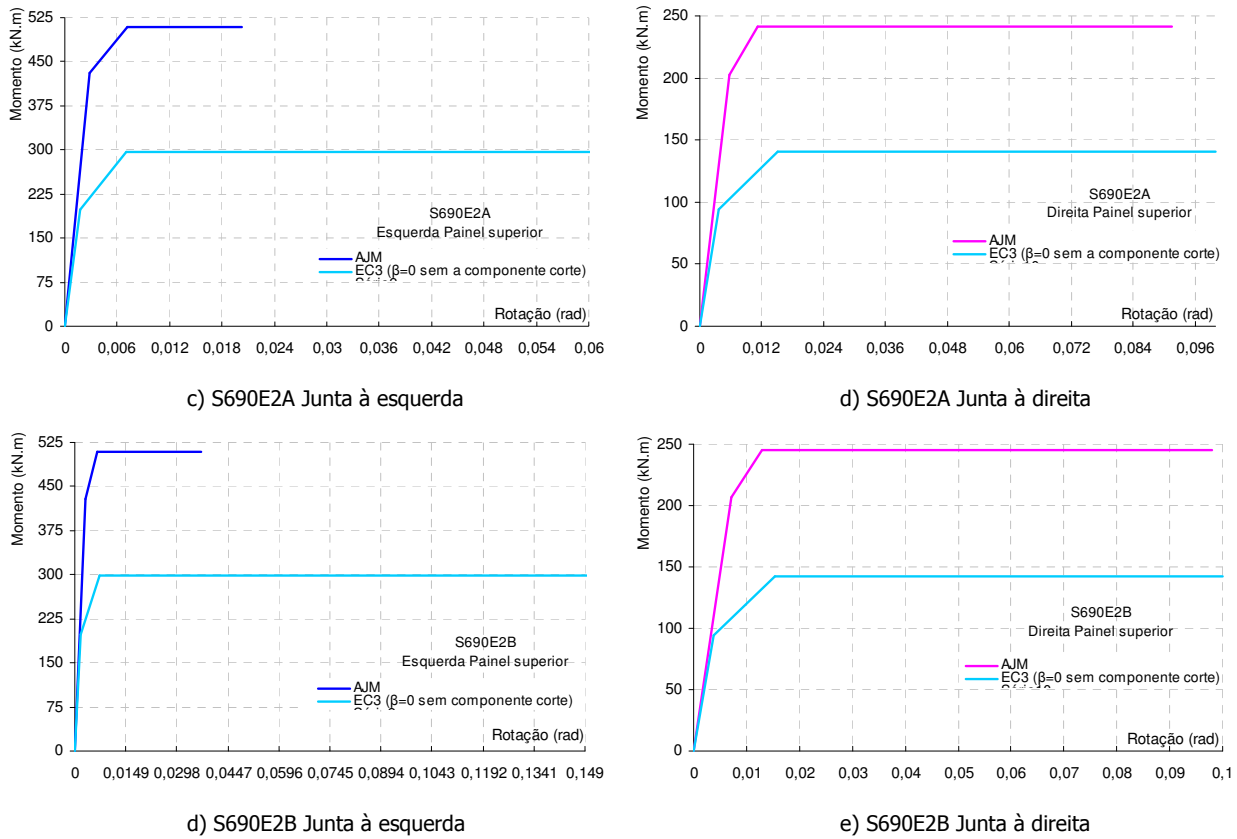 Momento (kN.m)
525
450
375
300
225
150
75
0
S690E2A
Esquerda Painel superior
AJM
EC3 (β=0 sem a componente corte)
Rotação (rad)
0 0,006 0,012 0,018 0,024 0,03 0,036 0,042 0,048 0,054 0,06
c) S690E2A Junta à esquerda
Momento (kN.m)
250
200
150
100
50
0
S690E2A
Direita Painel superior
AJM
EC3 (β=0 sem a componente corte)
Rotação (rad)
0 0,012 0,024 0,036 0,048 0,06 0,072 0,084 0,096
d) S690E2A Junta à direita
Momento (kN.m)
525
450
375
300
225
150
75
0
S690E2B
Esquerda Painel superior
AJM
EC3 (β=0 sem componente corte)
Rotação (rad)
0 0,0149 0,0298 0,0447 0,0596 0,0745 0,0894 0,1043 0,1192 0,1341 0,149
d) S690E2B Junta à esquerda
Momento (kN.m)
250
200
150
100
50
0
S690E2B
Direita Painel superior
AJM
EC3 (β=0 sem componente corte)
Rotação (rad)
0 0,01 0,02 0,03 0,04 0,05 0,06 0,07 0,08 0,09 0,1
e) S690E2B Junta à direita